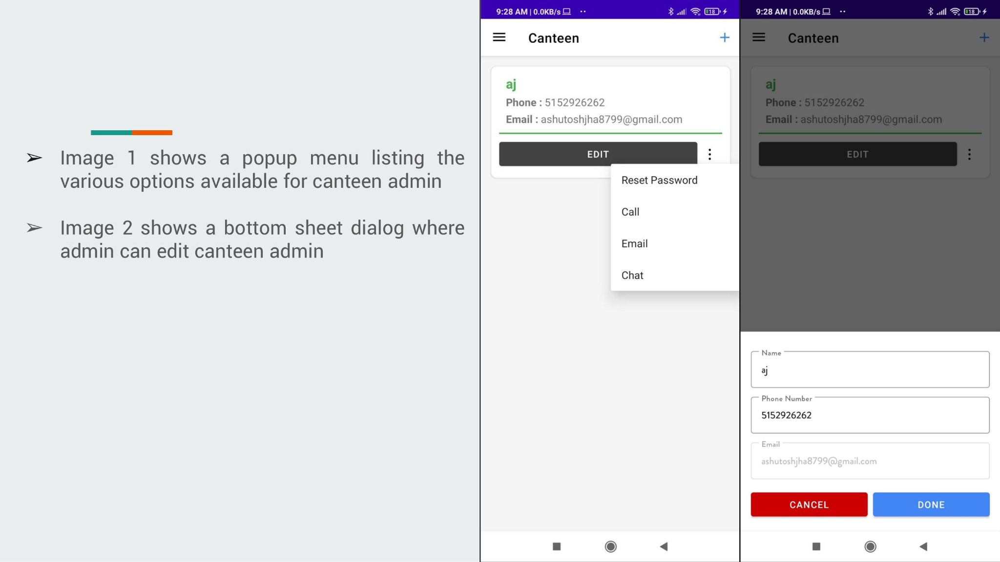 Image 1 shows a popup menu listing the
various options available for canteen admin
Image 2 shows a bottom sheet dialog where
admin can edit canteen admin
9:28 AM | 0.0KB/s
18
Canteen
aj
Phone : 5152926262
Email : ashutoshjha8799@gmail.com
EDIT
Reset Password
Call
Email
Chat
9:28 AM | 0.0KB/s
18
Canteen
aj
Phone : 5152926262
Email : ashutoshjha8799@gmail.com
EDIT
Name
aj
Phone Number
5152926262
Email
ashutoshjha8799@gmail.com
CANCEL DONE